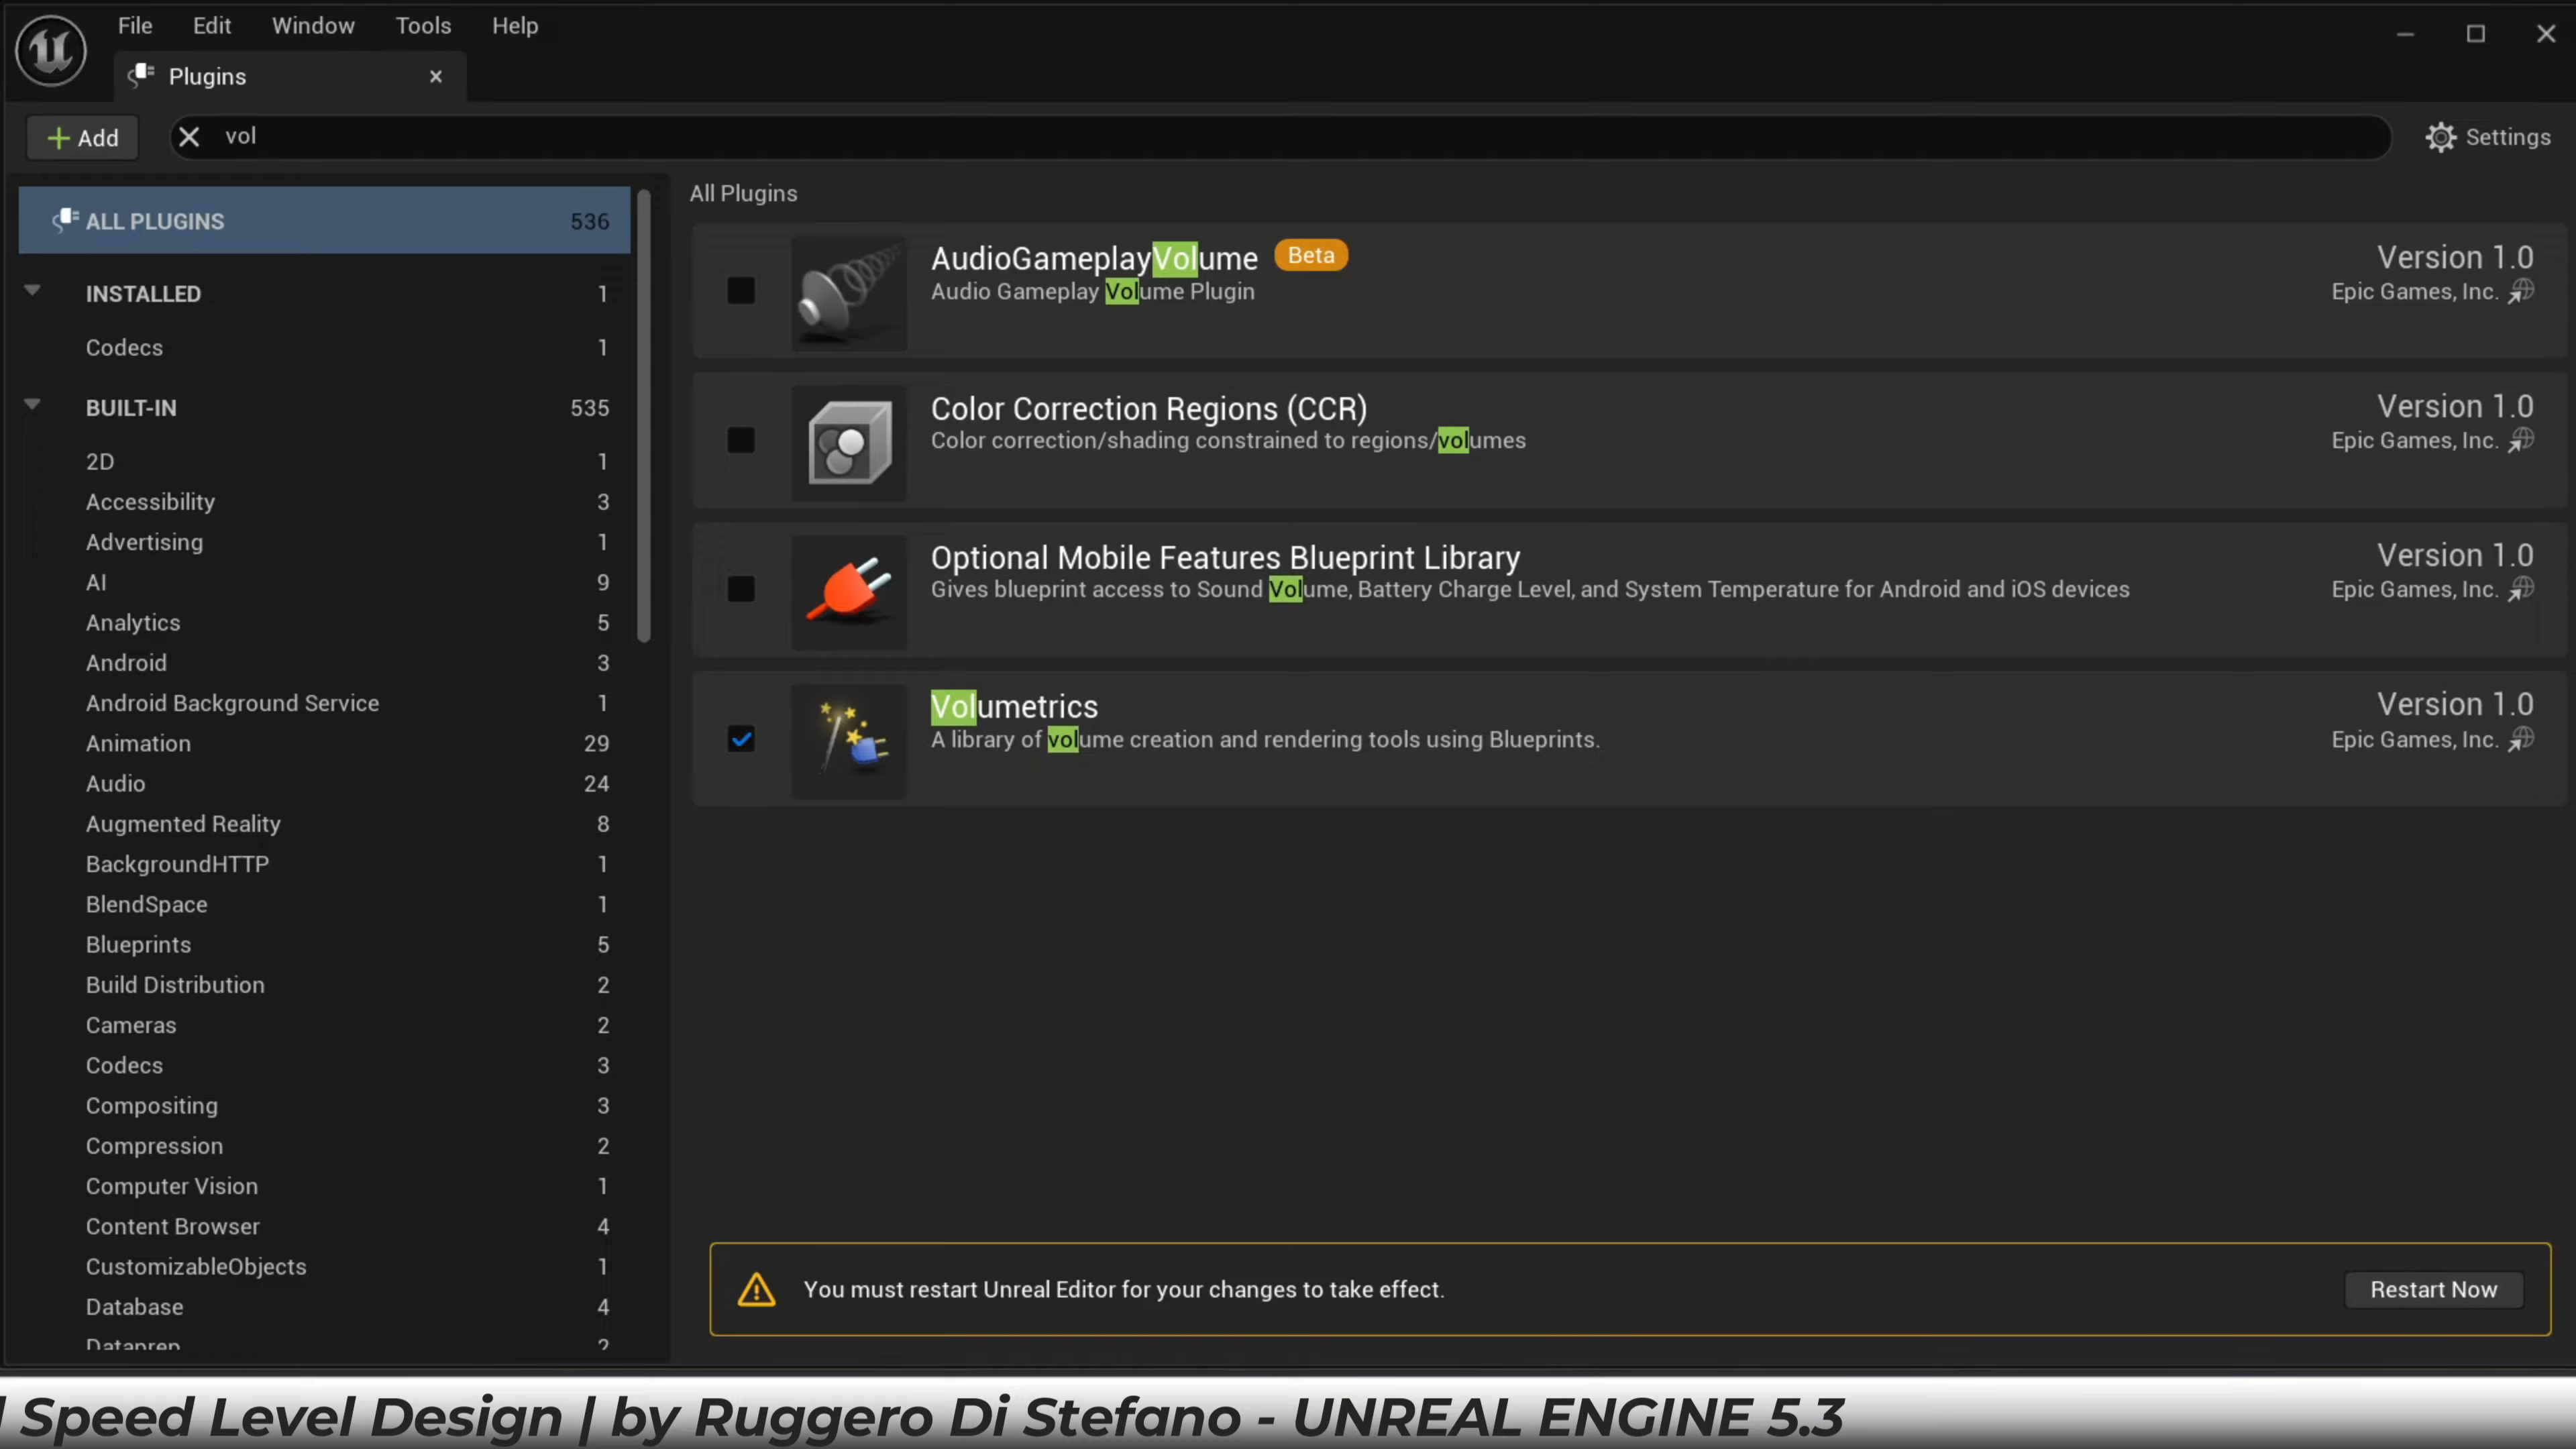 File Edit Window Tools Help
Plugins
Add
vol
Settings
ALL PLUGINS 536
INSTALLED 1
Codecs 1
BUILT-IN 535
2D 1
Accessibility 3
Advertising 1
AI 9
Analytics 5
Android 3
Android Background Service 1
Animation 29
Audio 24
Augmented Reality 8
BackgroundHTTP 1
BlendSpace 1
Blueprints 5
Build Distribution 2
Cameras 2
Codecs 3
Compositing 3
Compression 2
Computer Vision 1
Content Browser 4
CustomizableObjects 1
Database 4
Dataprep 2
All Plugins
AudioGameplayVolume Beta
Audio Gameplay Volume Plugin
Version 1.0
Epic Games, Inc.
Color Correction Regions (CCR)
Color correction/shading constrained to regions/volumes
Version 1.0
Epic Games, Inc.
Optional Mobile Features Blueprint Library
Gives blueprint access to Sound Volume, Battery Charge Level, and System Temperature for Android and iOS devices
Version 1.0
Epic Games, Inc.
Volumetrics
A library of volume creation and rendering tools using Blueprints.
Version 1.0
Epic Games, Inc.
You must restart Unreal Editor for your changes to take effect.
Restart Now
Speed Level Design | by Ruggero Di Stefano - UNREAL ENGINE 5.3